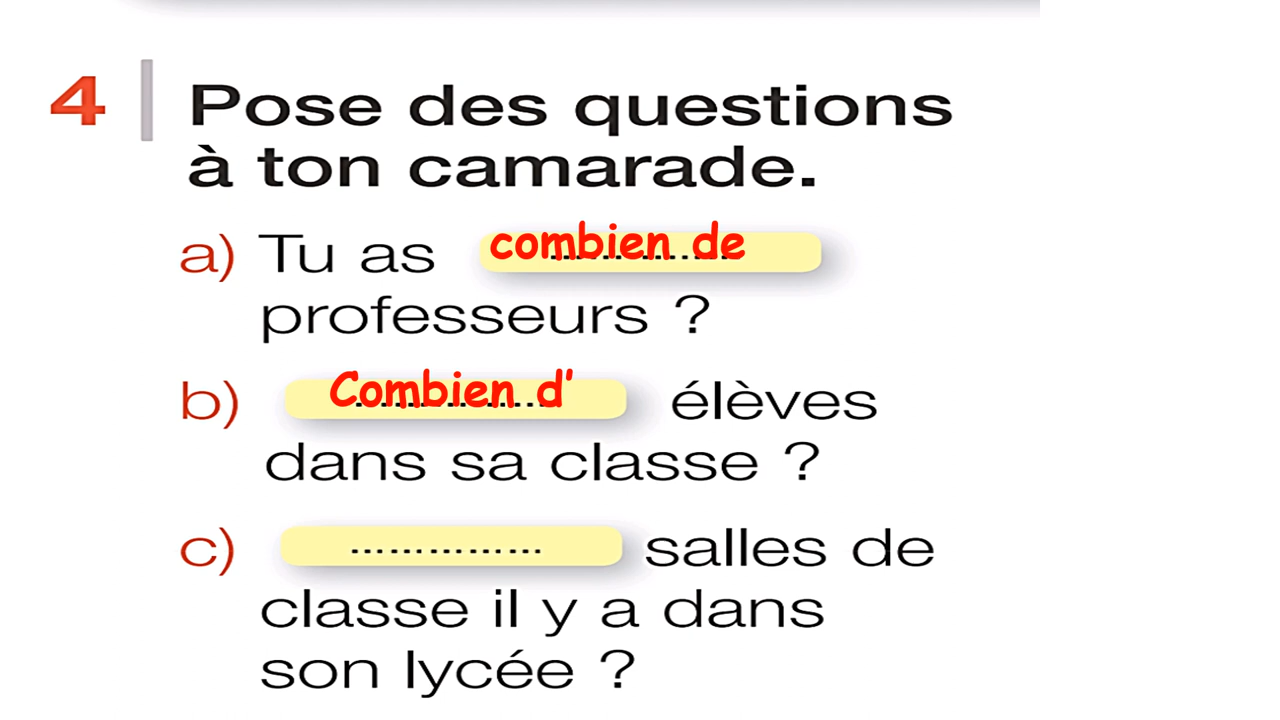 4 Pose des questions
à ton camarade.
a) Tu as combien de
professeurs ?
b) Combien d' élèves
dans sa classe ?
c) ............... salles de
classe il y a dans
son lycée ?